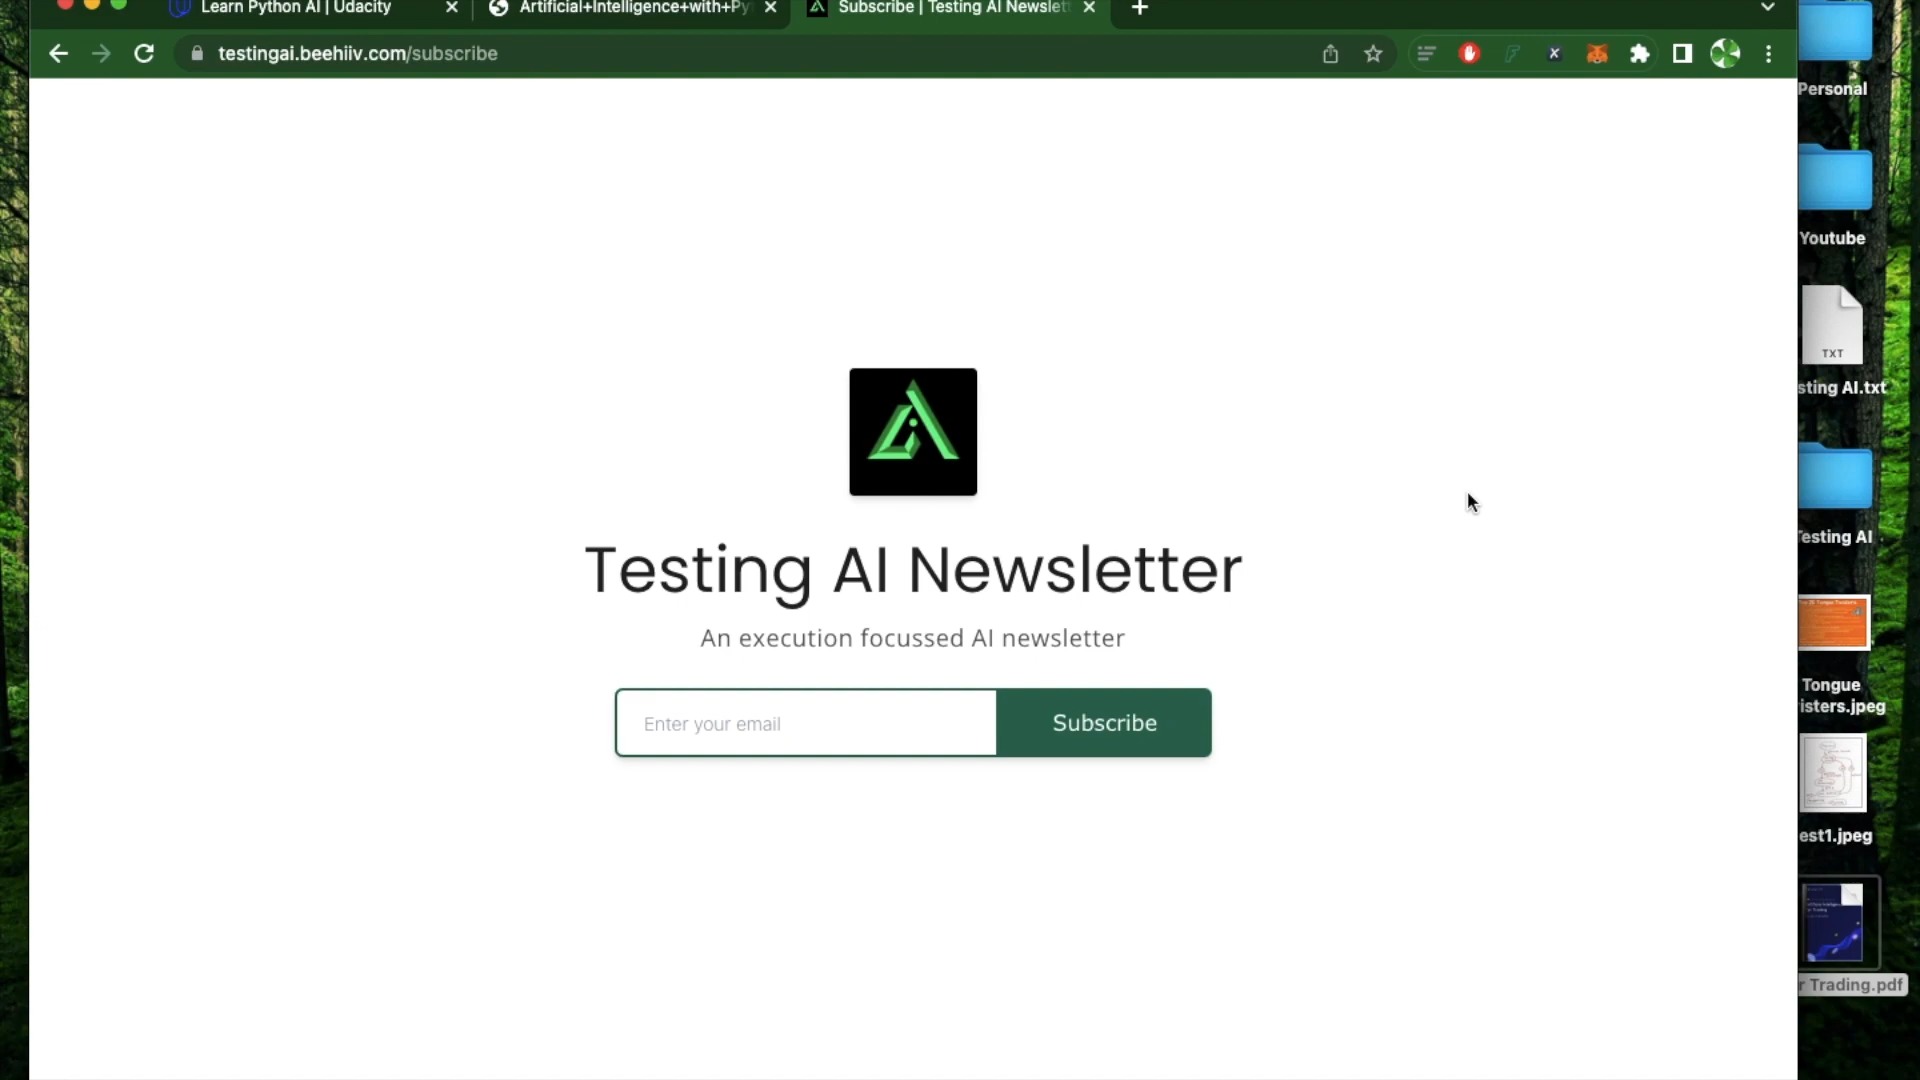 Learn Python AI | Udacity
Artificial+Intelligence+with+Py
Subscribe | Testing AI Newslet
testingai.beehiiv.com/subscribe
Testing AI Newsletter
An execution focussed AI newsletter
Enter your email
Subscribe
Personal
Youtube
TXT
sting AI.txt
Testing AI
Tongue
isters.jpeg
est1.jpeg
r Trading.pdf